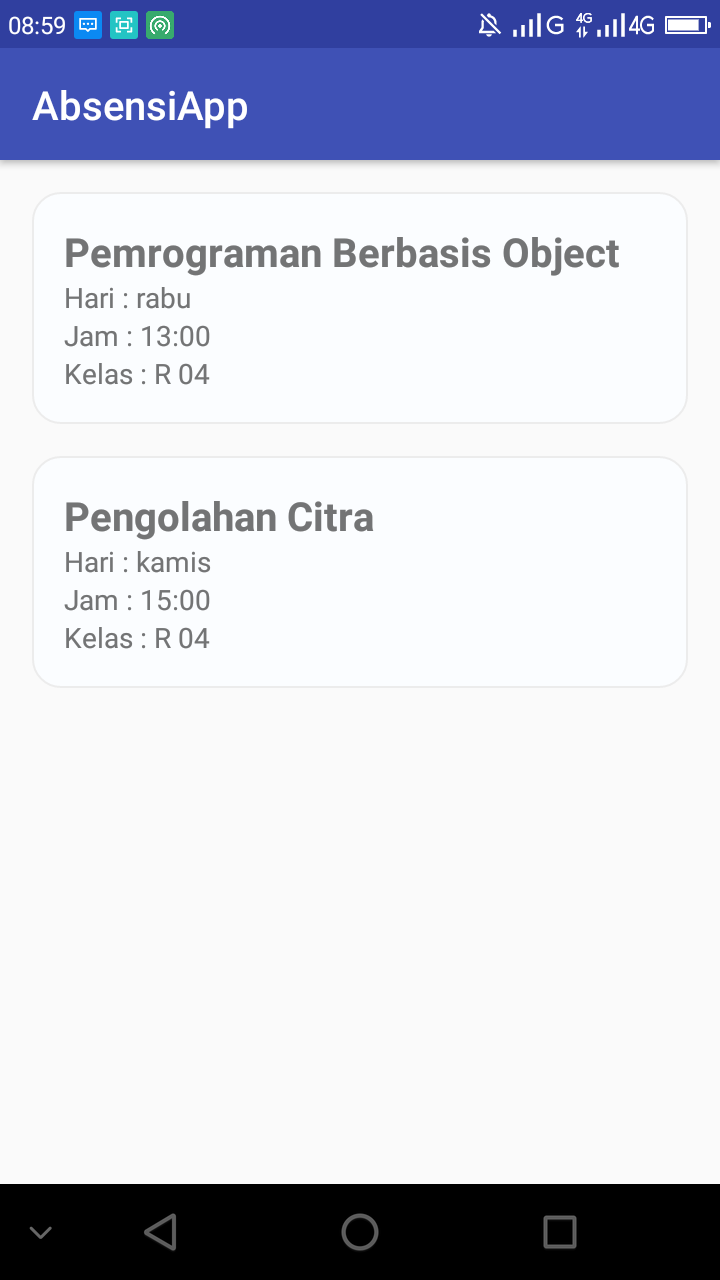 08:59 G 4G 4G
AbsensiApp
Pemrograman Berbasis Object
Hari : rabu
Jam : 13:00
Kelas : R 04
Pengolahan Citra
Hari : kamis
Jam : 15:00
Kelas : R 04